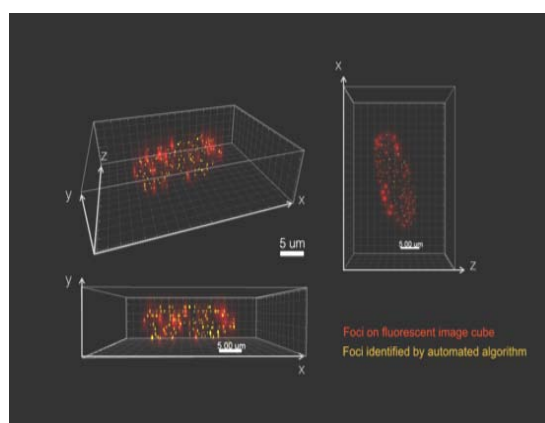 x
z
y
x
5 um
5.00 um
z
y
5.00 um
x
Foci on fluorescent image cube
Foci identified by automated algorithm